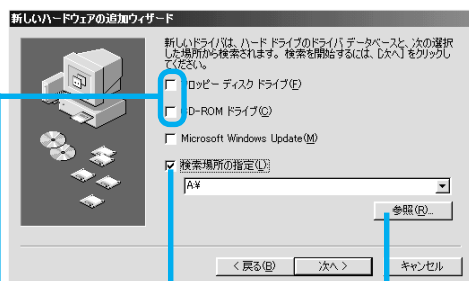 新しいハードウェアの追加ウィザード
新しいドライバは、ハード ドライブのドライバ データベースと、次の選択
した場所から検索されます。検索を開始するには、[次へ] をクリックし
てください。
ロッピー ディスク ドライブ(F)
D-ROM ドライブ(C)
Microsoft Windows Update(M)
検索場所の指定(L)
A¥
参照(R)...
< 戻る(B)
次へ >
キャンセル